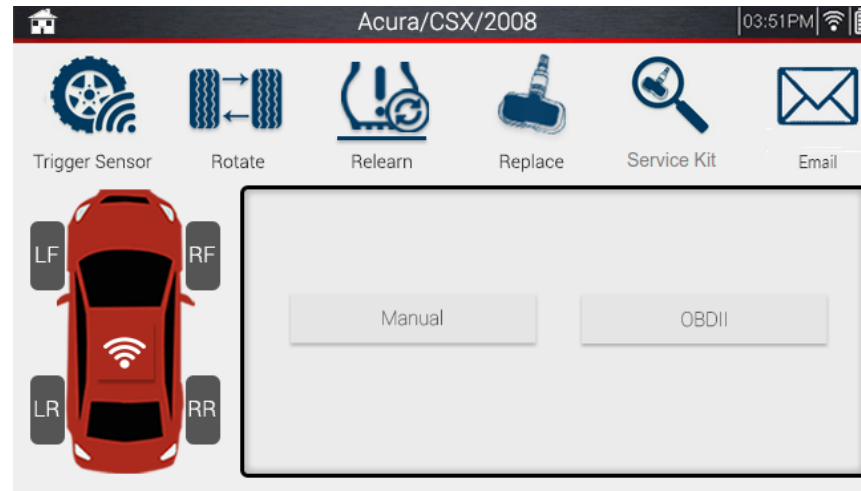 Acura/CSX/2008 03:51PM
Trigger Sensor Rotate Relearn Replace Service Kit Email
LF RF
Manual OBDII
LR RR